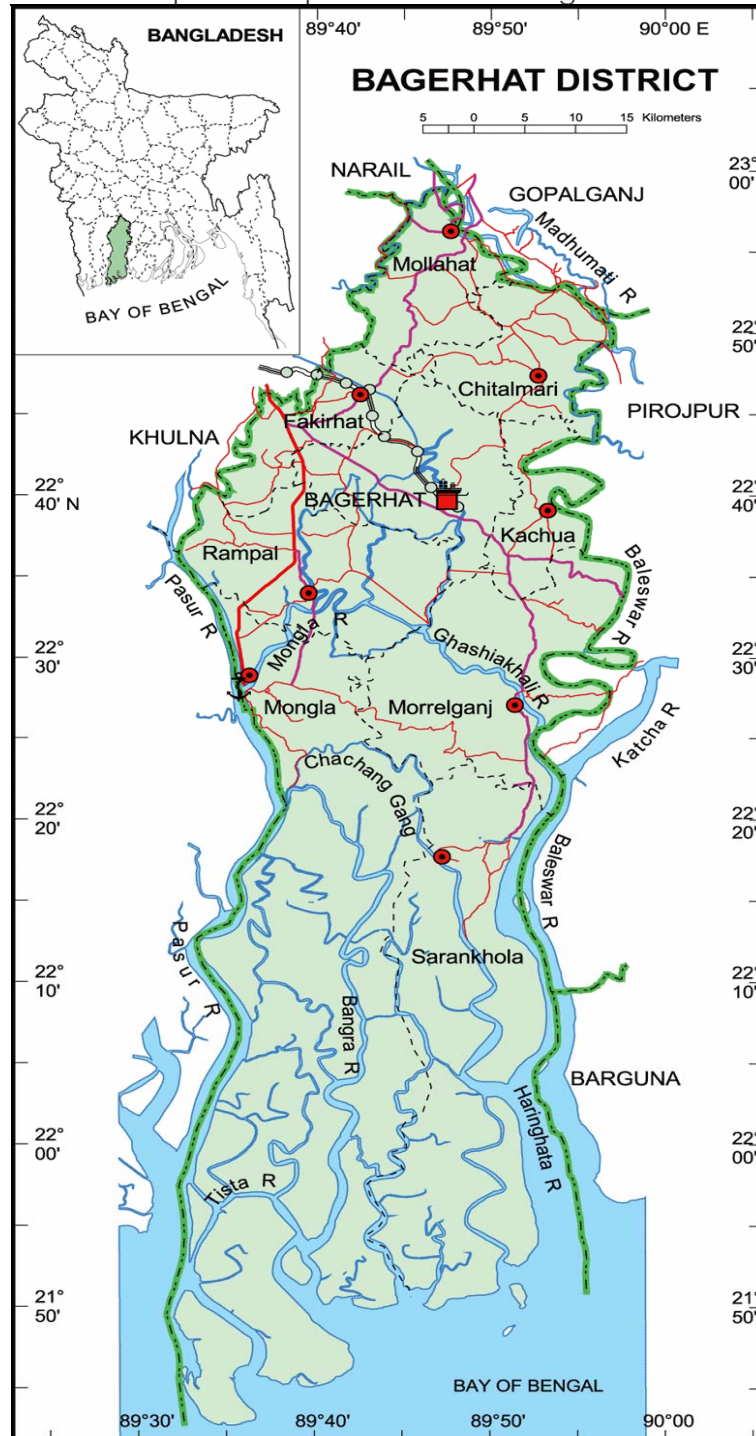 89°40'
89°50'
90°00 E
BANGLADESH
BAY OF BENGAL
BAGERHAT DISTRICT
5 0 5 10 15 Kilometers
NARAIL
GOPALGANJ
23°
00'
Madhumati R
Mollahat
22°
50'
Chitalmari
PIROJPUR
Fakirhat
KHULNA
22°
40' N
22°
40'
BAGERHAT
Kachua
Rampal
Baleswar R
Pasur R
Mongla R
Ghashiakhali R
22°
30'
22°
30'
Mongla
Morrelganj
Katcha R
Chachang Gang
22°
20'
22°
20'
Baleswar R
Pasur R
Sarankhola
22°
10'
22°
10'
Bangra R
BARGUNA
Haringhata R
22°
00'
22°
00'
Tista R
21°
50'
21°
50'
BAY OF BENGAL
89°30'
89°40'
89°50'
90°00